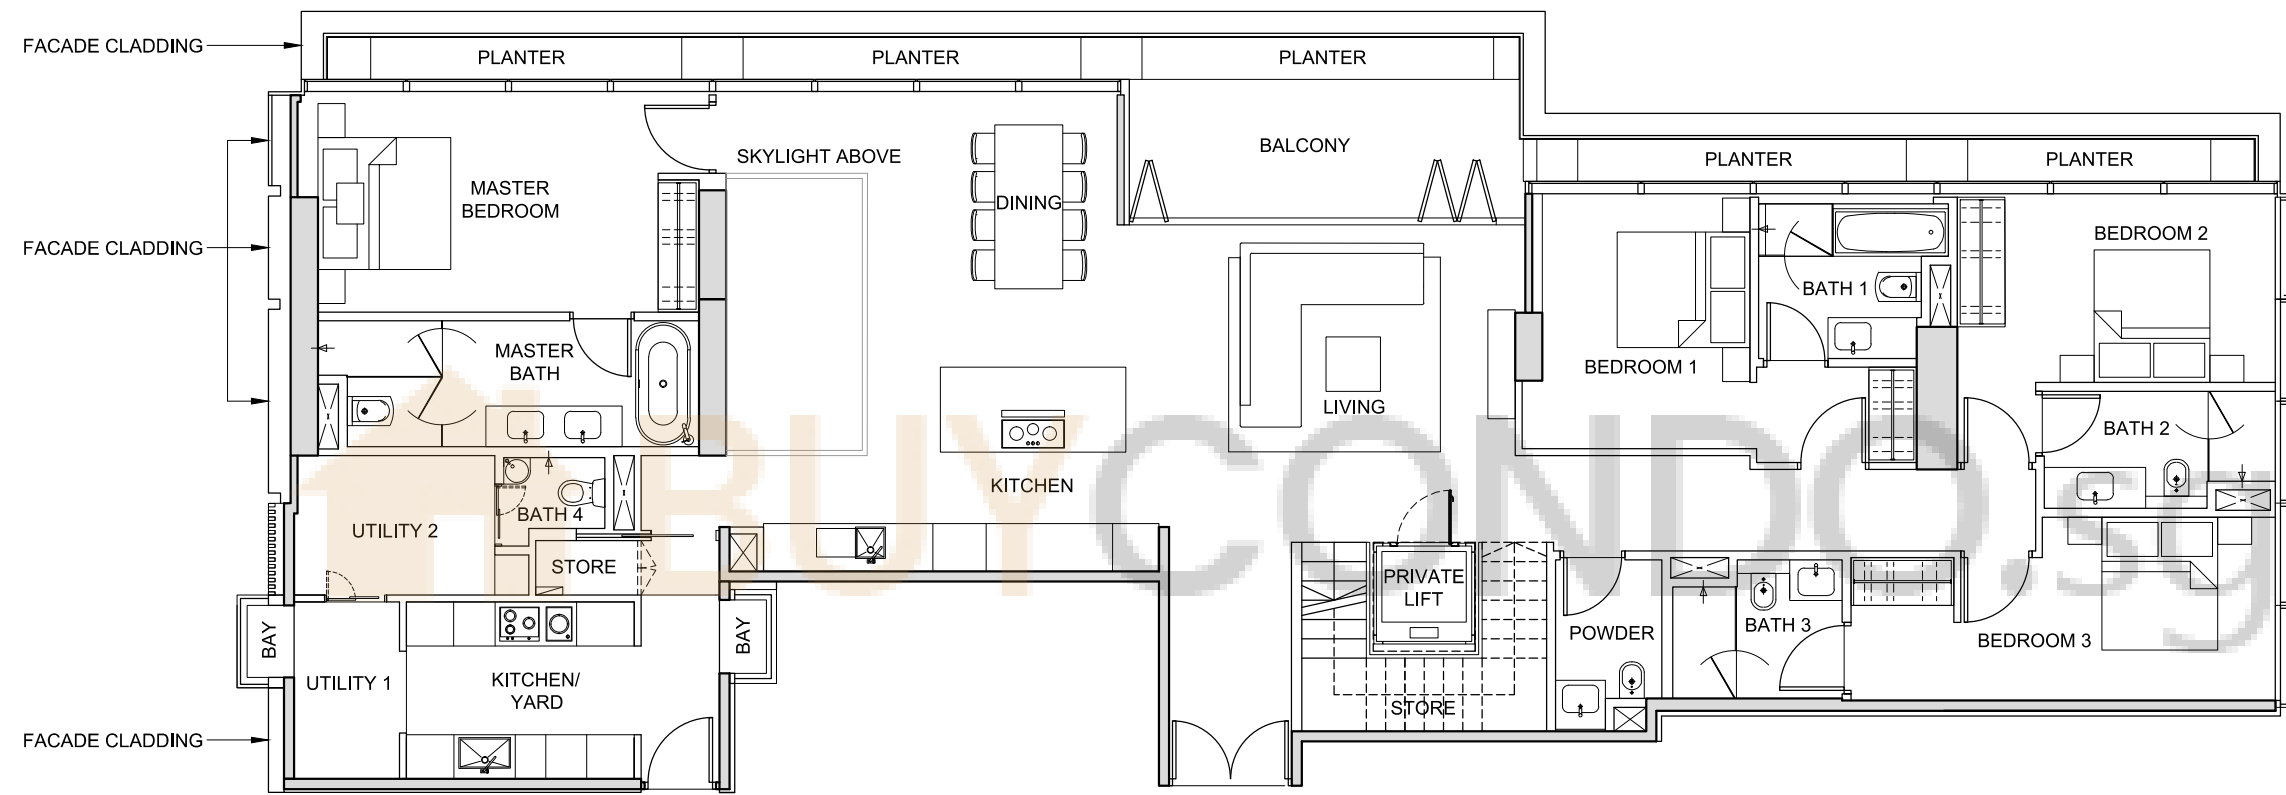 FACADE CLADDING
PLANTER
PLANTER
PLANTER
PLANTER
PLANTER
BALCONY
SKYLIGHT ABOVE
MASTER
BEDROOM
DINING
FACADE CLADDING
BEDROOM 2
BATH 1
MASTER
BATH
BEDROOM 1
LIVING
BATH 2
BUYCONDO.sg
KITCHEN
BATH 4
UTILITY 2
STORE
PRIVATE
LIFT
BAY
BAY
POWDER
BATH 3
BEDROOM 3
UTILITY 1
KITCHEN/
YARD
STORE
FACADE CLADDING